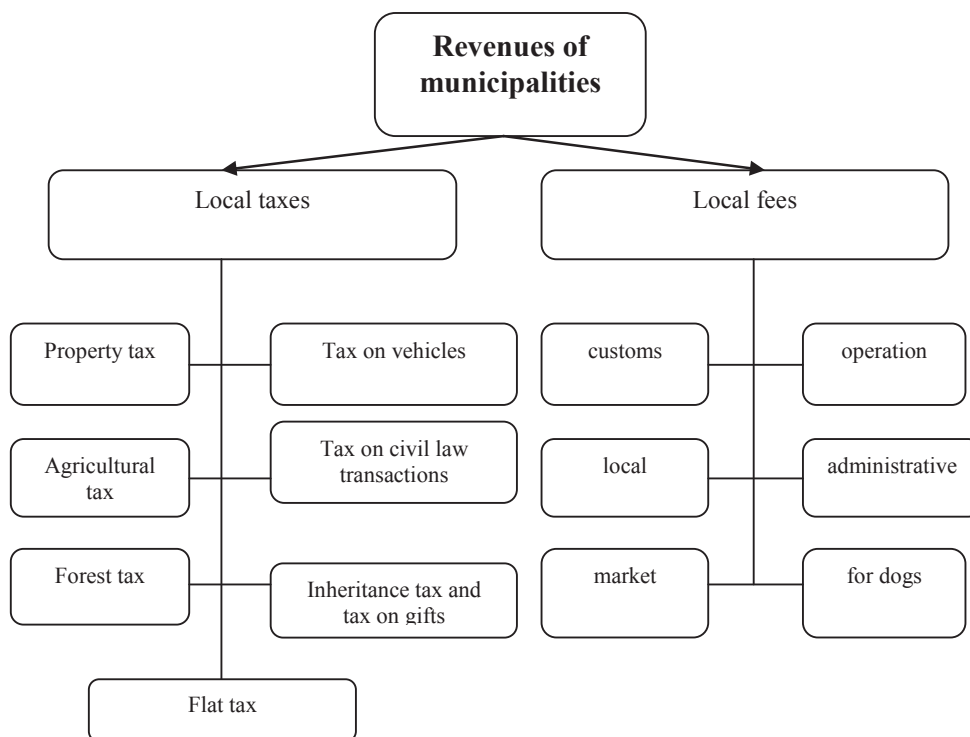 Revenues of
municipalities
Local taxes
Local fees
Property tax
Tax on vehicles
customs
operation
Agricultural
tax
Tax on civil law
transactions
local
administrative
Forest tax
Inheritance tax and
tax on gifts
market
for dogs
Flat tax